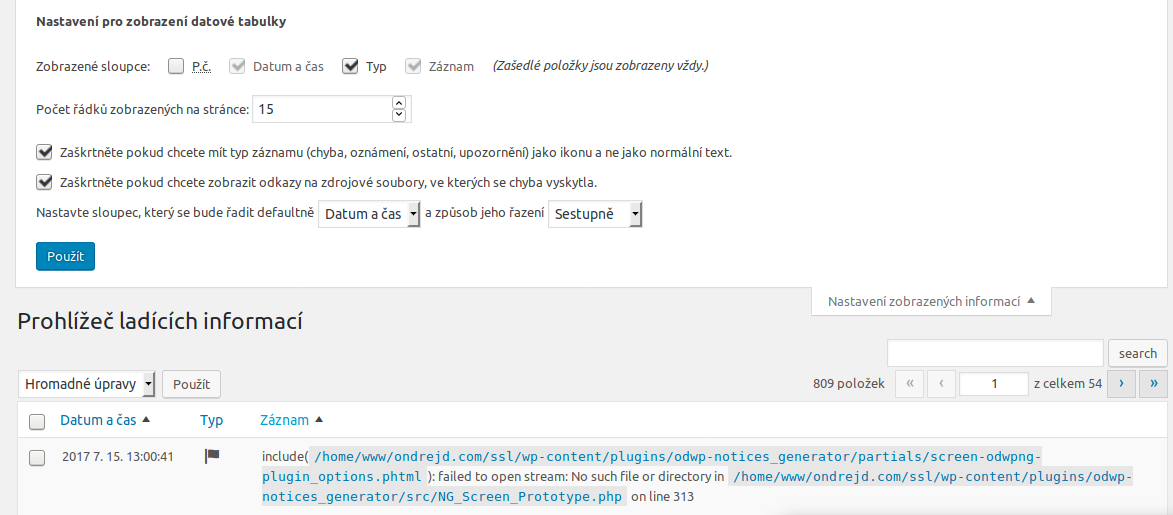 Nastavení pro zobrazení datové tabulky
Zobrazené sloupce: P.č. Datum a čas Typ Záznam (Zašedlé položky jsou zobrazeny vždy.)
Počet řádků zobrazených na stránce: 15
Zaškrtněte pokud chcete mít typ záznamu (chyba, oznámení, ostatní, upozornění) jako ikonu a ne jako normální text.
Zaškrtněte pokud chcete zobrazit odkazy na zdrojové soubory, ve kterých se chyba vyskytla.
Nastavte sloupec, který se bude řadit defaultně Datum a čas a způsob jeho řazení Sestupně
Použít
Nastavení zobrazených informací
Prohlížeč ladících informací
search
Hromadné úpravy Použít 809 položek « ‹ 1 z celkem 54 › »
Datum a čas Typ Záznam
2017 7. 15. 13:00:41 include( /home/www/ondrejd.com/ssl/wp-content/plugins/odwp-notices_generator/partials/screen-odwpng-
plugin_options.phtml ): failed to open stream: No such file or directory in /home/www/ondrejd.com/ssl/wp-content/plugins/odwp-
notices_generator/src/NG_Screen_Prototype.php on line 313